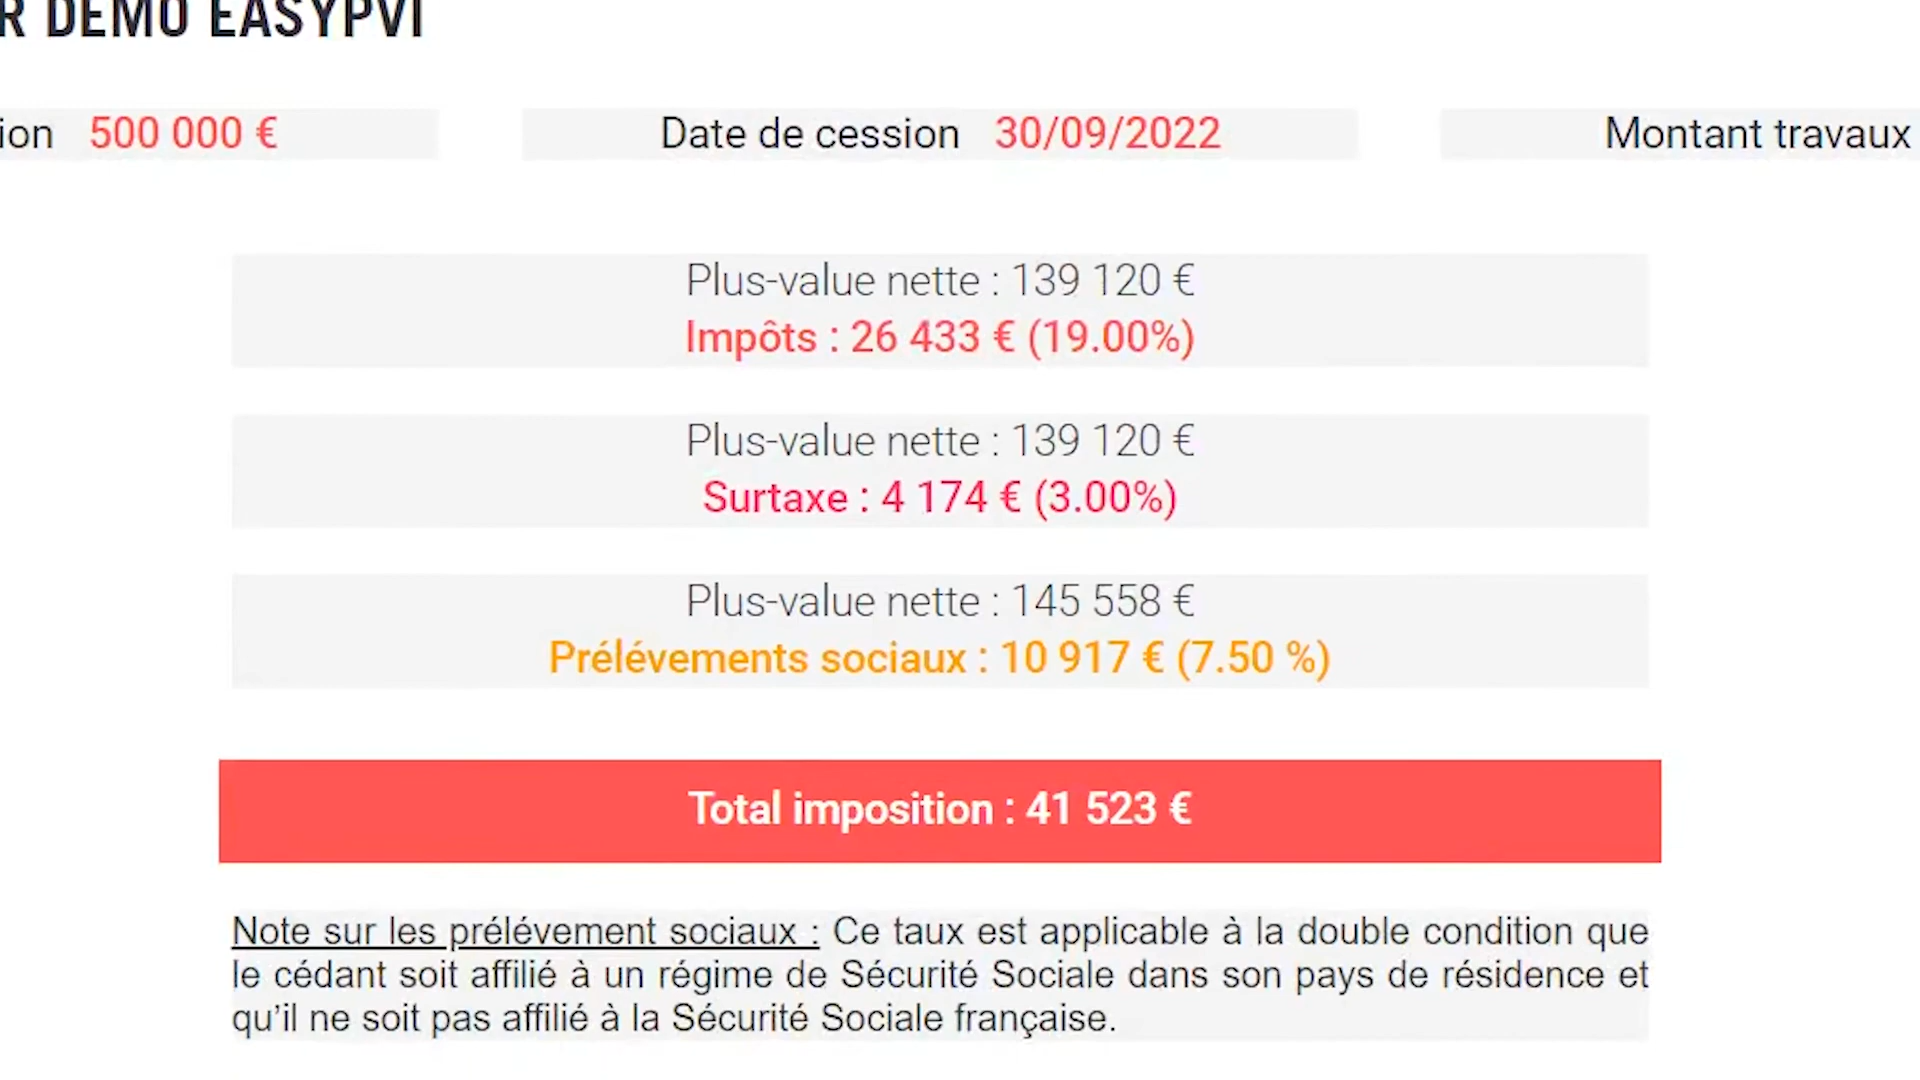 R DEMO EASYPVI
ion 500 000 € Date de cession 30/09/2022 Montant travaux
Plus-value nette : 139 120 €
Impôts : 26 433 € (19.00%)
Plus-value nette : 139 120 €
Surtaxe : 4 174 € (3.00%)
Plus-value nette : 145 558 €
Prélévements sociaux : 10 917 € (7.50 %)
Total imposition : 41 523 €
Note sur les prélévement sociaux : Ce taux est applicable à la double condition que
le cédant soit affilié à un régime de Sécurité Sociale dans son pays de résidence et
qu’il ne soit pas affilié à la Sécurité Sociale française.